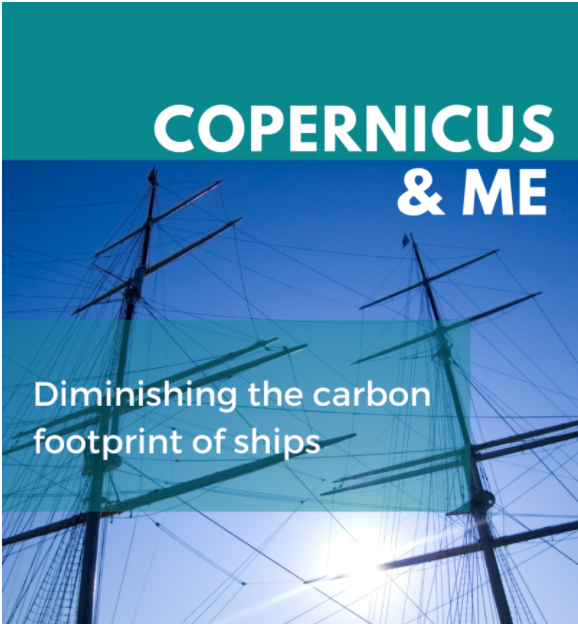 COPERNICUS
& ME
Diminishing the carbon
footprint of ships